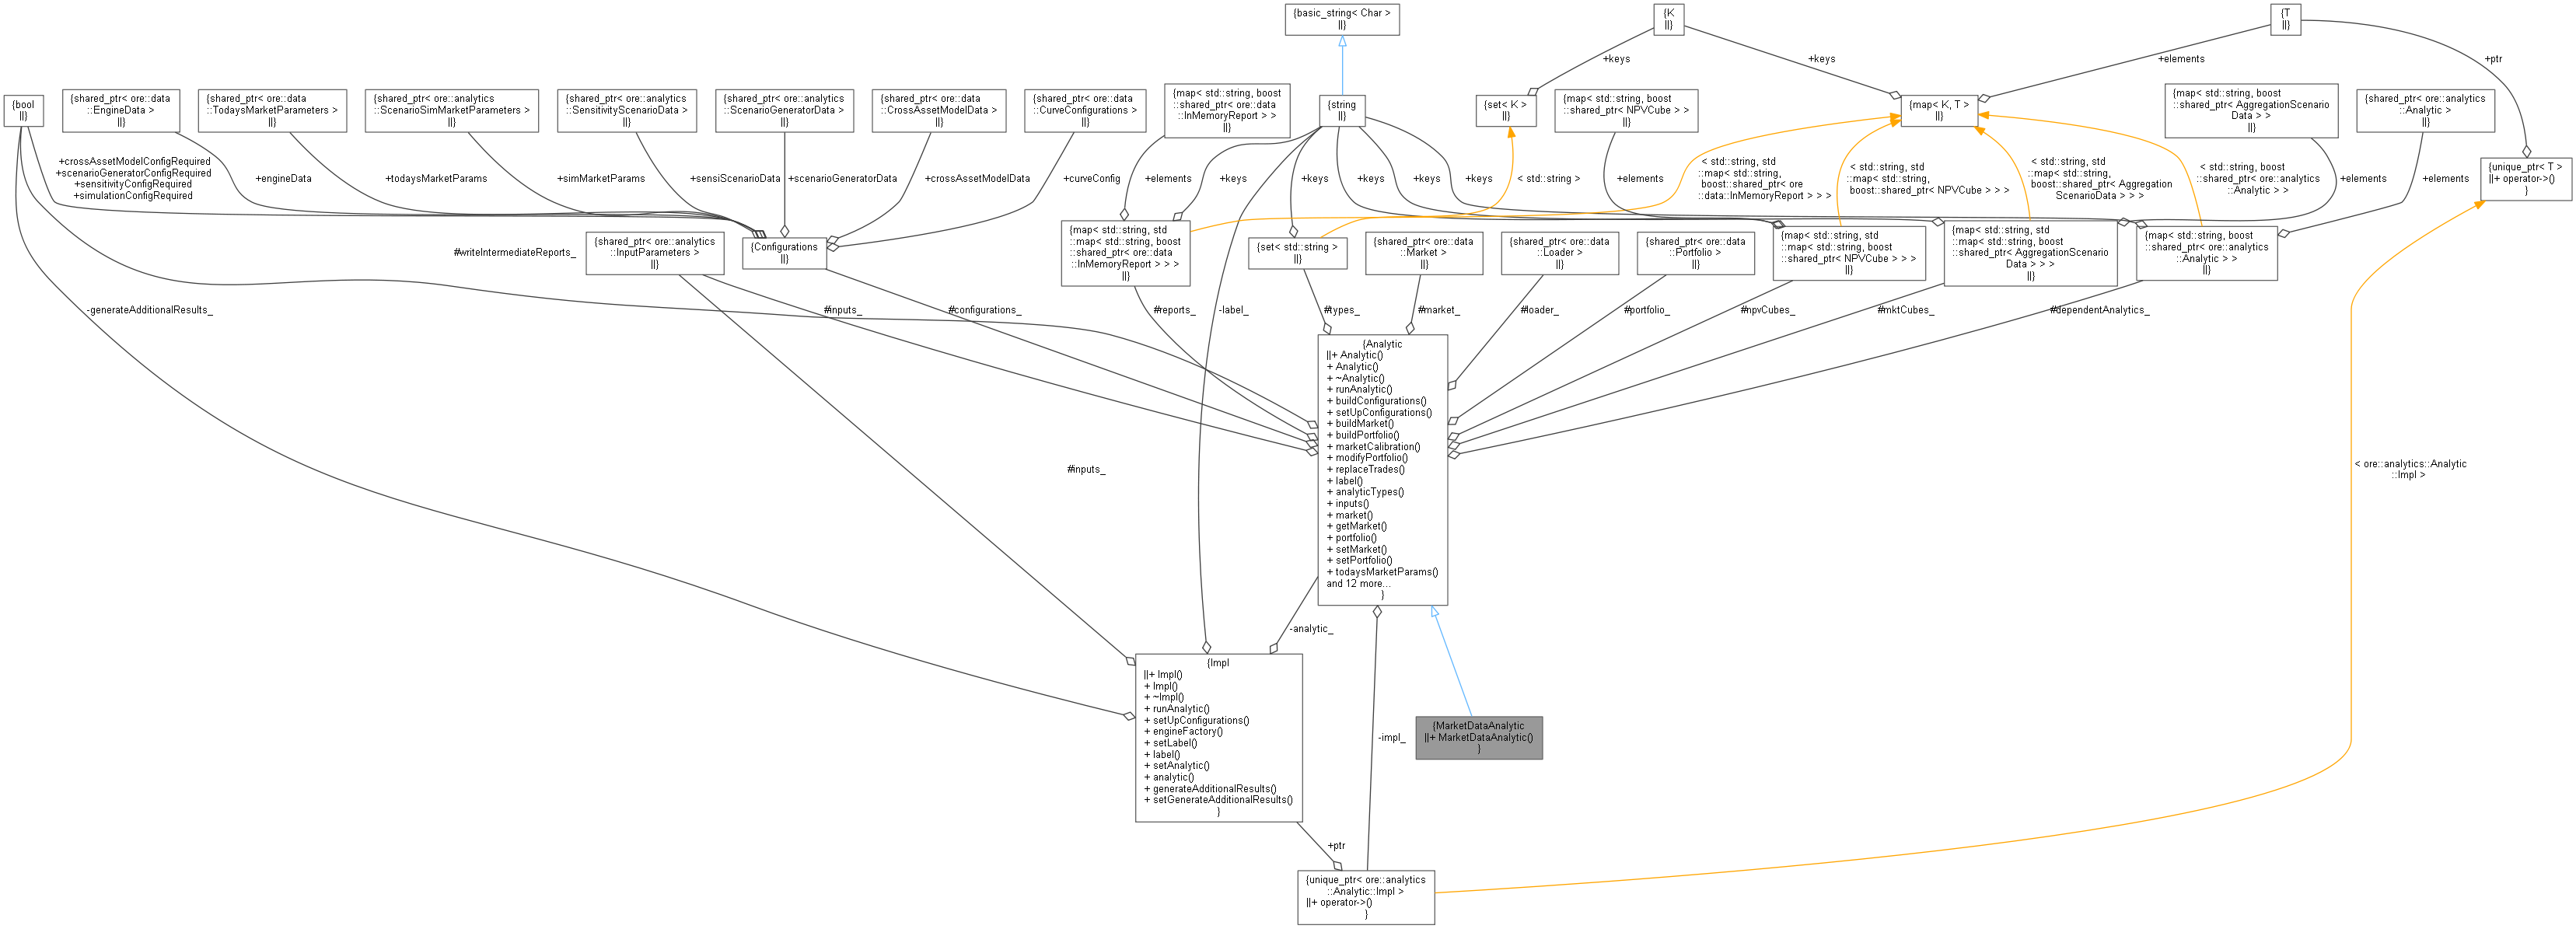 {basic_string< Char >
||}
{K
||}
{T
||}
+keys
+keys
+elements
+ptr
{bool
||}
{shared_ptr< ore::data
::EngineData >
||}
{shared_ptr< ore::data
::TodaysMarketParameters >
||}
{shared_ptr< ore::analytics
::ScenarioSimMarketParameters >
||}
{shared_ptr< ore::analytics
::SensitivityScenarioData >
||}
{shared_ptr< ore::analytics
::ScenarioGeneratorData >
||}
{shared_ptr< ore::data
::CrossAssetModelData >
||}
{shared_ptr< ore::data
::CurveConfigurations >
||}
{map< std::string, boost
::shared_ptr< ore::data
::InMemoryReport > >
||}
{string
||}
{set< K >
||}
{map< std::string, boost
::shared_ptr< NPVCube > >
||}
{map< K, T >
||}
{map< std::string, boost
::shared_ptr< AggregationScenario
Data > >
||}
{shared_ptr< ore::analytics
::Analytic >
||}
{unique_ptr< T >
||+ operator->()
}
+crossAssetModelConfigRequired
+scenarioGeneratorConfigRequired
+sensitivityConfigRequired
+simulationConfigRequired
+engineData
+todaysMarketParams
+simMarketParams
+sensiScenarioData
+scenarioGeneratorData
+crossAssetModelData
+curveConfig
+elements
+keys
+keys
+keys
+keys
< std::string >
+elements
< std::string, std
::map< std::string,
boost::shared_ptr< ore
::data::InMemoryReport > > >
< std::string, std
::map< std::string,
boost::shared_ptr< NPVCube > > >
< std::string, std
::map< std::string,
boost::shared_ptr< Aggregation
ScenarioData > > >
< std::string, boost
::shared_ptr< ore::analytics
::Analytic > >
+elements
+elements
#writeIntermediateReports_
{shared_ptr< ore::analytics
::InputParameters >
||}
{Configurations
||}
{map< std::string, std
::map< std::string, boost
::shared_ptr< ore::data
::InMemoryReport > > >
||}
{set< std::string >
||}
{shared_ptr< ore::data
::Market >
||}
{shared_ptr< ore::data
::Loader >
||}
{shared_ptr< ore::data
::Portfolio >
||}
{map< std::string, std
::map< std::string, boost
::shared_ptr< NPVCube > > >
||}
{map< std::string, std
::map< std::string, boost
::shared_ptr< AggregationScenario
Data > > >
||}
{map< std::string, boost
::shared_ptr< ore::analytics
::Analytic > >
||}
-generateAdditionalResults_
#inputs_
#configurations_
#reports_
-label_
#types_
#market_
#loader_
#portfolio_
#npvCubes_
#mktCubes_
#dependentAnalytics_
{Analytic
||+ Analytic()
+ Analytic()
+ ~Analytic()
+ runAnalytic()
+ buildConfigurations()
+ setUpConfigurations()
+ buildMarket()
+ buildPortfolio()
+ marketCalibration()
+ modifyPortfolio()
+ replaceTrades()
+ label()
+ analyticTypes()
+ inputs()
+ market()
+ getMarket()
+ portfolio()
+ setMarket()
+ setPortfolio()
+ todaysMarketParams()
and 12 more...
}
#inputs_
< ore::analytics::Analytic
::Impl >
-analytic_
{Impl
||+ Impl()
+ Impl()
+ ~Impl()
+ runAnalytic()
+ setUpConfigurations()
+ engineFactory()
+ setLabel()
+ label()
+ setAnalytic()
+ analytic()
+ generateAdditionalResults()
+ setGenerateAdditionalResults()
}
-impl_
{MarketDataAnalytic
||+ MarketDataAnalytic()
}
+ptr
{unique_ptr< ore::analytics
::Analytic::Impl >
||+ operator->()
}